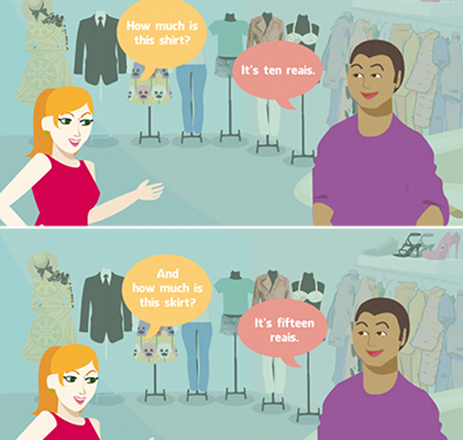 How much is
this shirt?
It's ten reais.
And
how much is
this skirt?
It's fifteen
reais.